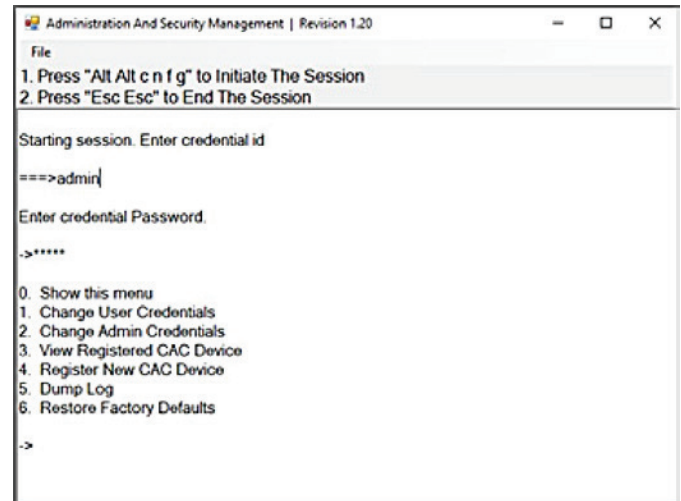 Administration And Security Management | Revision 1.20
File
1. Press "Alt Alt c n f g" to Initiate The Session
2. Press "Esc Esc" to End The Session
Starting session. Enter credential id
===>admin
Enter credential Password.
->*****
0. Show this menu
1. Change User Credentials
2. Change Admin Credentials
3. View Registered CAC Device
4. Register New CAC Device
5. Dump Log
6. Restore Factory Defaults
->